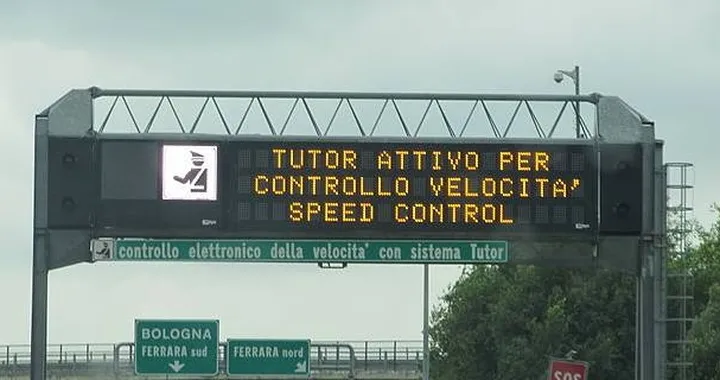 TUTOR ATTIVO PER
CONTROLLO VELOCITA'
SPEED CONTROL
controllo elettronico della velocita' con sistema Tutor
BOLOGNA
FERRARA sud
FERRARA nord
SOS